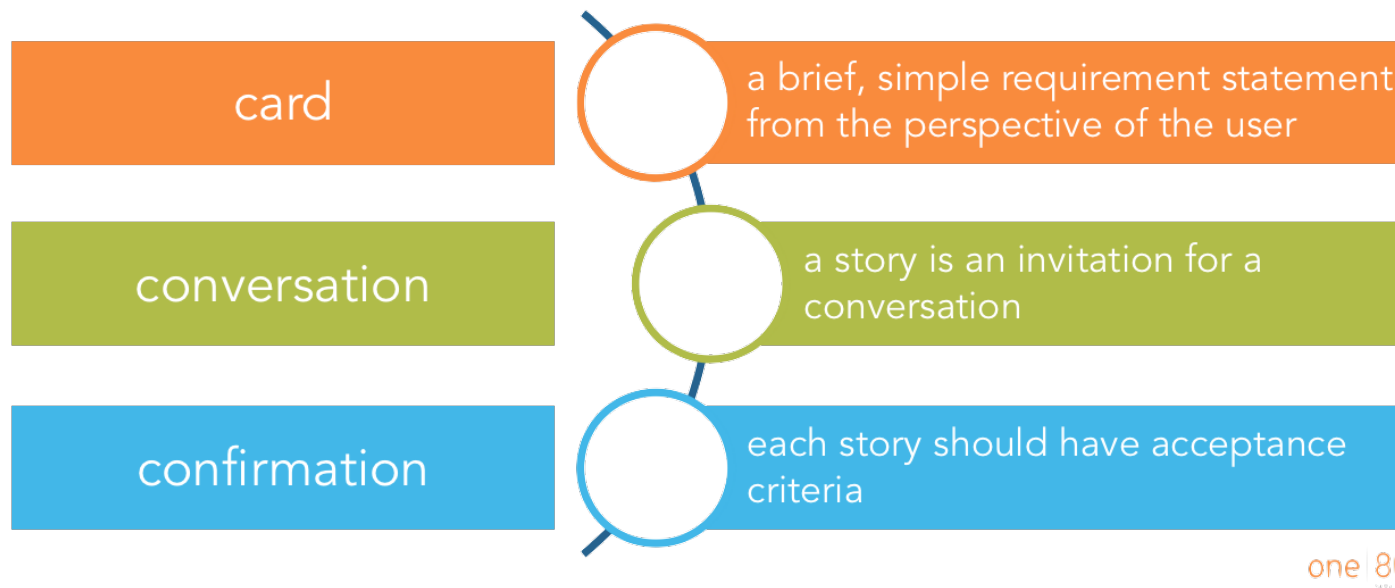 card
a brief, simple requirement statement
from the perspective of the user
conversation
a story is an invitation for a
conversation
confirmation
each story should have acceptance
criteria
one